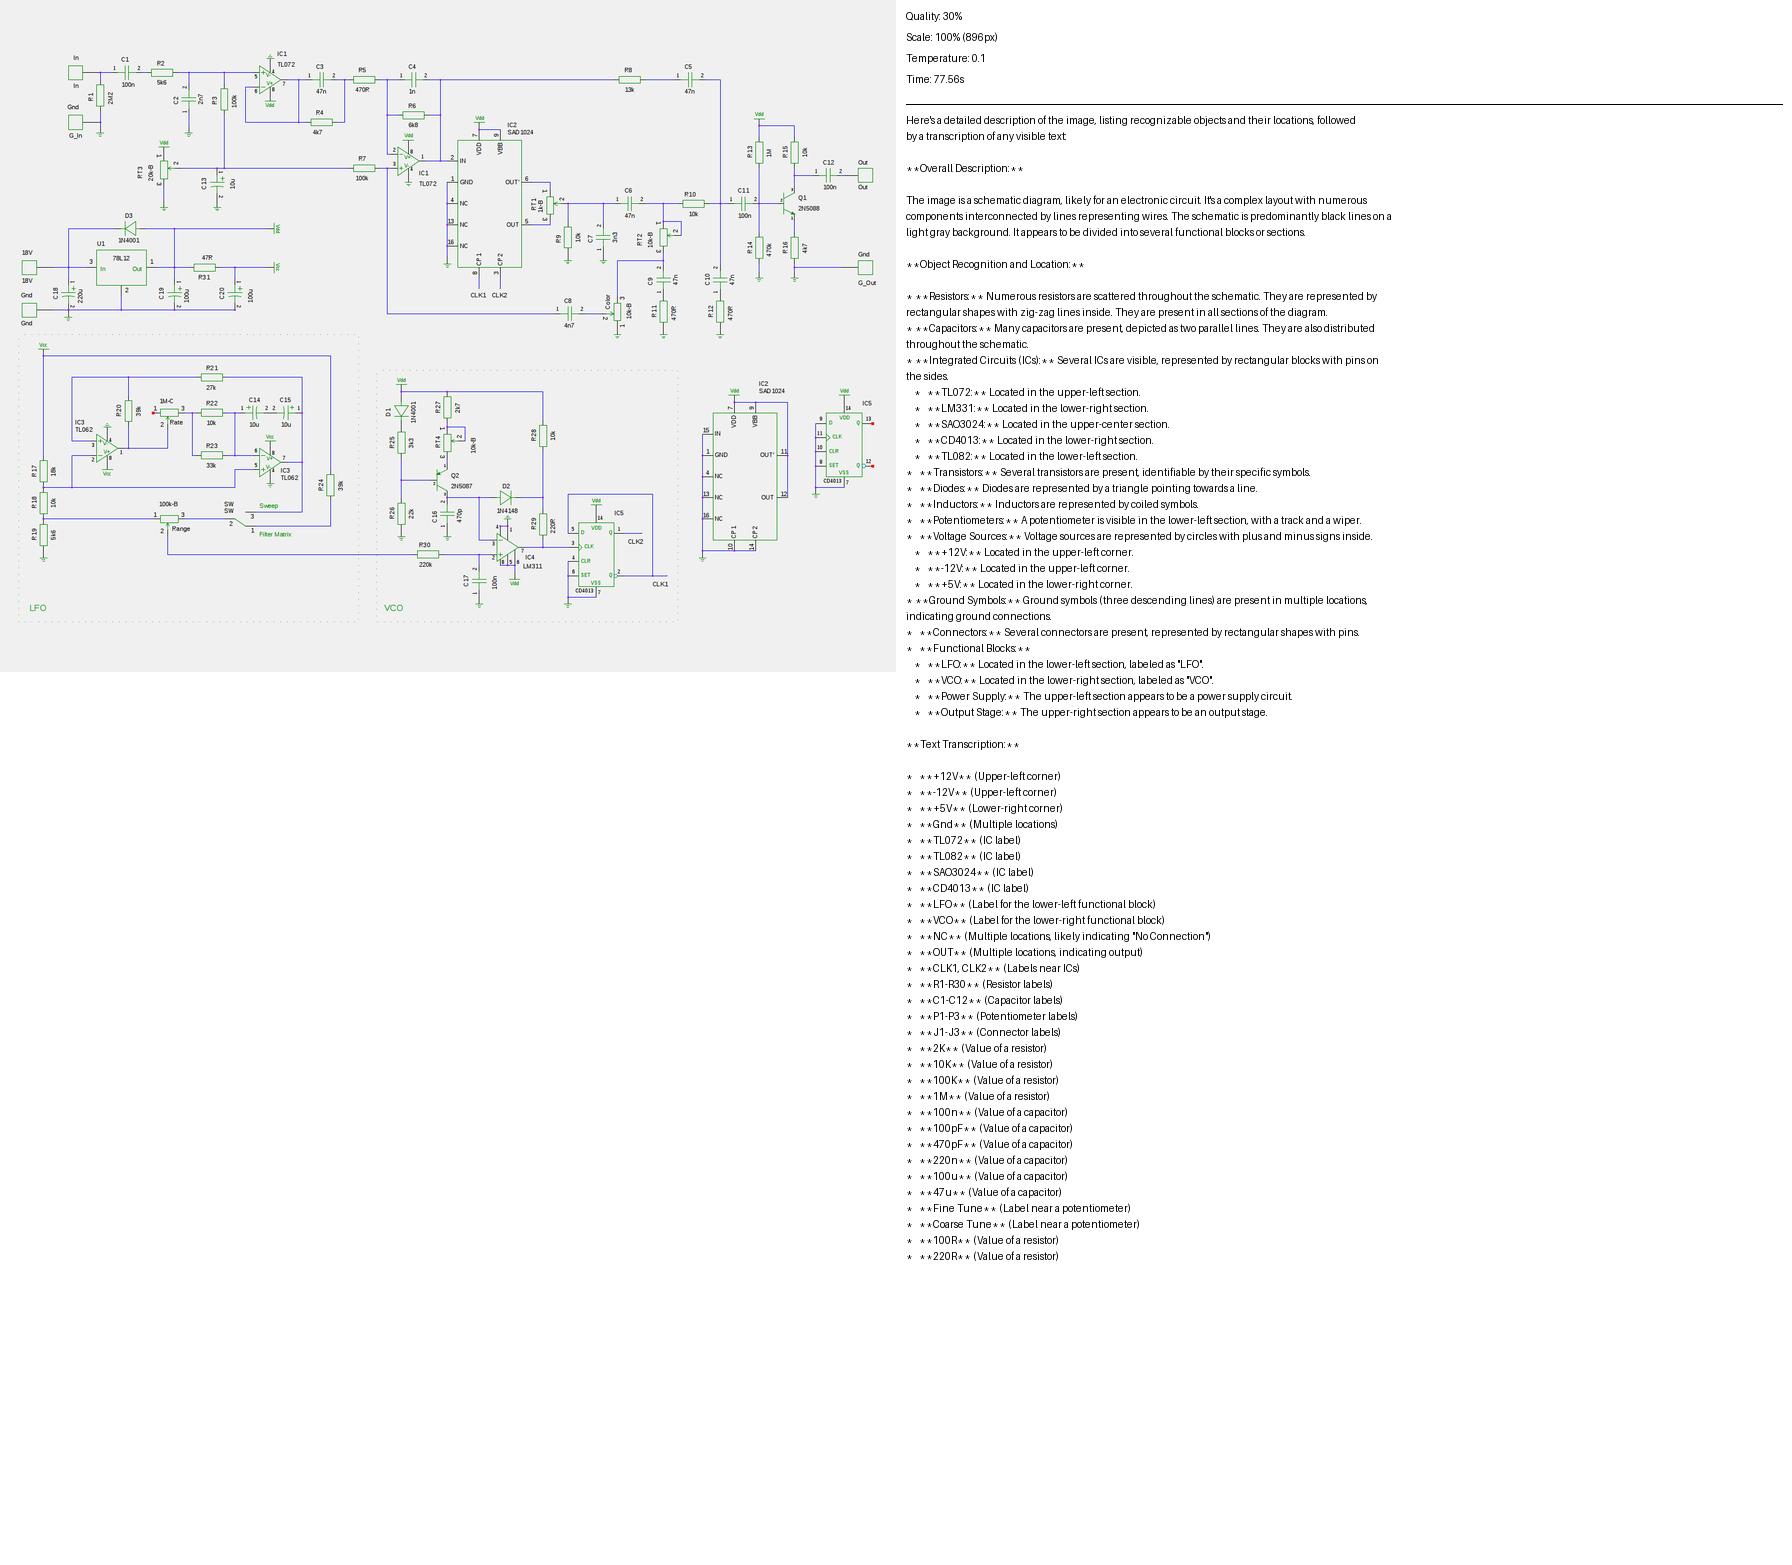 In
In
Gnd
G_In
R1
2M2
C1
1 2
100n
R2
5k6
C2
2n7
R3
100k
IC1
TL072
Vdd
C3
1 2
47n
R4
4k7
R5
470R
C4
1 2
1n
R6
6k8
R7
100k
Vdd
RT3
20k-B
C13
10u
Vdd
IC1
TL072
IC2
SAD1024
Vdd
VDD
VBB
IN
GND
NC
NC
NC
OUT'
OUT
CP1
CP2
CLK1 CLK2
RT1
1k-B
R9
10k
C7
3n3
C6
47n
RT2
10k-B
R10
10k
C9
47n
R11
470R
C10
47n
R12
470R
C8
4n7
Color
10k-B
R8
13k
C5
47n
C11
100n
Vdd
R13
1M
R14
470k
R15
10k
R16
4k7
Q1
2N5088
C12
100n
Out
Out
Gnd
G_Out
D3
1N4001
U1
78L12
In Out
18V
18V
Gnd
Gnd
C18
220u
C19
100u
47R
R31
C20
100u
Vcc
Vcc
R21
27k
R20
39k
1M-C
Rate
R22
10k
C14
10u
C15
10u
R23
33k
IC3
TL062
Vcc
Vcc
IC3
TL062
R17
18k
R18
10k
R19
5k6
R24
39k
100k-B
Range
SW
SW
Sweep
Filter Matrix
LFO
Vdd
D1
1N4001
R25
3k3
R26
22k
R27
2k7
RT4
10k-B
Q2
2N5087
C16
470p
D2
1N4148
R28
10k
R29
220R
R30
220k
C17
100n
IC4
LM311
Vdd
IC5
Vdd
VDD
D
CLK
CLR
SET
Q
Q
VSS
CD4013
CLK2
CLK1
VCO
IC2
SAD1024
Vdd
VDD
VBB
IN
GND
NC
NC
NC
OUT'
OUT
CP1
CP2
Vdd
IC5
VDD
D
CLK
CLR
SET
Q
Q
VSS
CD4013
Quality: 30%
Scale: 100% (896px)
Temperature: 0.1
Time: 77.56s
Here's a detailed description of the image, listing recognizable objects and their locations, followed
by a transcription of any visible text:
**Overall Description:**
The image is a schematic diagram, likely for an electronic circuit. It's a complex layout with numerous
components interconnected by lines representing wires. The schematic is predominantly black lines on a
light gray background. It appears to be divided into several functional blocks or sections.
**Object Recognition and Location:**
* **Resistors:** Numerous resistors are scattered throughout the schematic. They are represented by
rectangular shapes with zig-zag lines inside. They are present in all sections of the diagram.
* **Capacitors:** Many capacitors are present, depicted as two parallel lines. They are also distributed
throughout the schematic.
* **Integrated Circuits (ICs):** Several ICs are visible, represented by rectangular blocks with pins on
the sides.
* **TL072:** Located in the upper-left section.
* **LM331:** Located in the lower-right section.
* **SAO3024:** Located in the upper-center section.
* **CD4013:** Located in the lower-right section.
* **TL082:** Located in the lower-left section.
* **Transistors:** Several transistors are present, identifiable by their specific symbols.
* **Diodes:** Diodes are represented by a triangle pointing towards a line.
* **Inductors:** Inductors are represented by coiled symbols.
* **Potentiometers:** A potentiometer is visible in the lower-left section, with a track and a wiper.
* **Voltage Sources:** Voltage sources are represented by circles with plus and minus signs inside.
* **+12V:** Located in the upper-left corner.
* **-12V:** Located in the upper-left corner.
* **+5V:** Located in the lower-right corner.
* **Ground Symbols:** Ground symbols (three descending lines) are present in multiple locations,
indicating ground connections.
* **Connectors:** Several connectors are present, represented by rectangular shapes with pins.
* **Functional Blocks:**
* **LFO:** Located in the lower-left section, labeled as "LFO".
* **VCO:** Located in the lower-right section, labeled as "VCO".
* **Power Supply:** The upper-left section appears to be a power supply circuit.
* **Output Stage:** The upper-right section appears to be an output stage.
**Text Transcription:**
* **+12V** (Upper-left corner)
* **-12V** (Upper-left corner)
* **+5V** (Lower-right corner)
* **Gnd** (Multiple locations)
* **TL072** (IC label)
* **TL082** (IC label)
* **SAO3024** (IC label)
* **CD4013** (IC label)
* **LFO** (Label for the lower-left functional block)
* **VCO** (Label for the lower-right functional block)
* **NC** (Multiple locations, likely indicating "No Connection")
* **OUT** (Multiple locations, indicating output)
* **CLK1, CLK2** (Labels near ICs)
* **R1-R30** (Resistor labels)
* **C1-C12** (Capacitor labels)
* **P1-P3** (Potentiometer labels)
* **J1-J3** (Connector labels)
* **2K** (Value of a resistor)
* **10K** (Value of a resistor)
* **100K** (Value of a resistor)
* **1M** (Value of a resistor)
* **100n** (Value of a capacitor)
* **100pF** (Value of a capacitor)
* **470pF** (Value of a capacitor)
* **220n** (Value of a capacitor)
* **100u** (Value of a capacitor)
* **47u** (Value of a capacitor)
* **Fine Tune** (Label near a potentiometer)
* **Coarse Tune** (Label near a potentiometer)
* **100R** (Value of a resistor)
* **220R** (Value of a resistor)